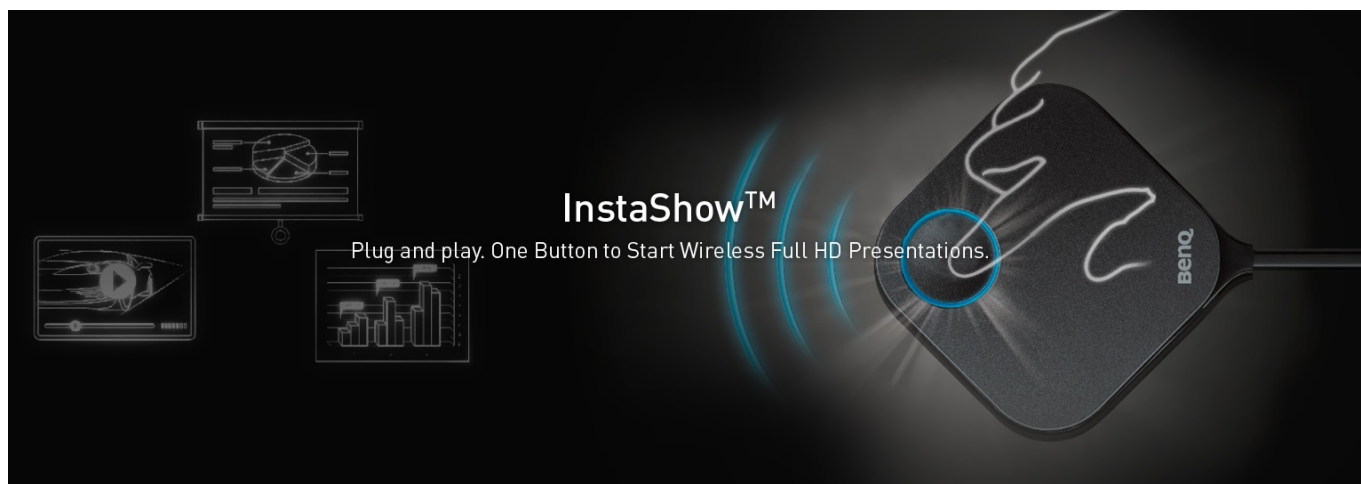 InstaShow™
Plug and play. One Button to Start Wireless Full HD Presentations.
BenQ